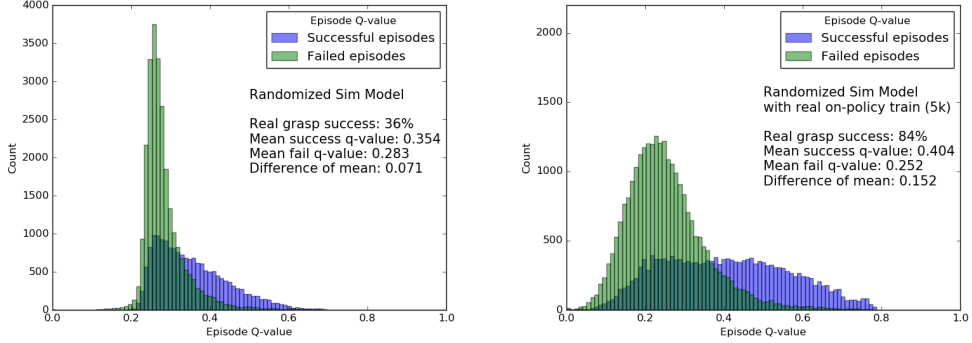 Episode Q-value
Successful episodes
Failed episodes
Randomized Sim Model
Real grasp success: 36%
Mean success q-value: 0.354
Mean fail q-value: 0.283
Difference of mean: 0.071
Count
4000
3500
3000
2500
2000
1500
1000
500
0
0.0 0.2 0.4 0.6 0.8 1.0
Episode Q-value
Episode Q-value
Successful episodes
Failed episodes
Randomized Sim Model
with real on-policy train (5k)
Real grasp success: 84%
Mean success q-value: 0.404
Mean fail q-value: 0.252
Difference of mean: 0.152
Count
2000
1500
1000
500
0
0.0 0.2 0.4 0.6 0.8 1.0
Episode Q-value